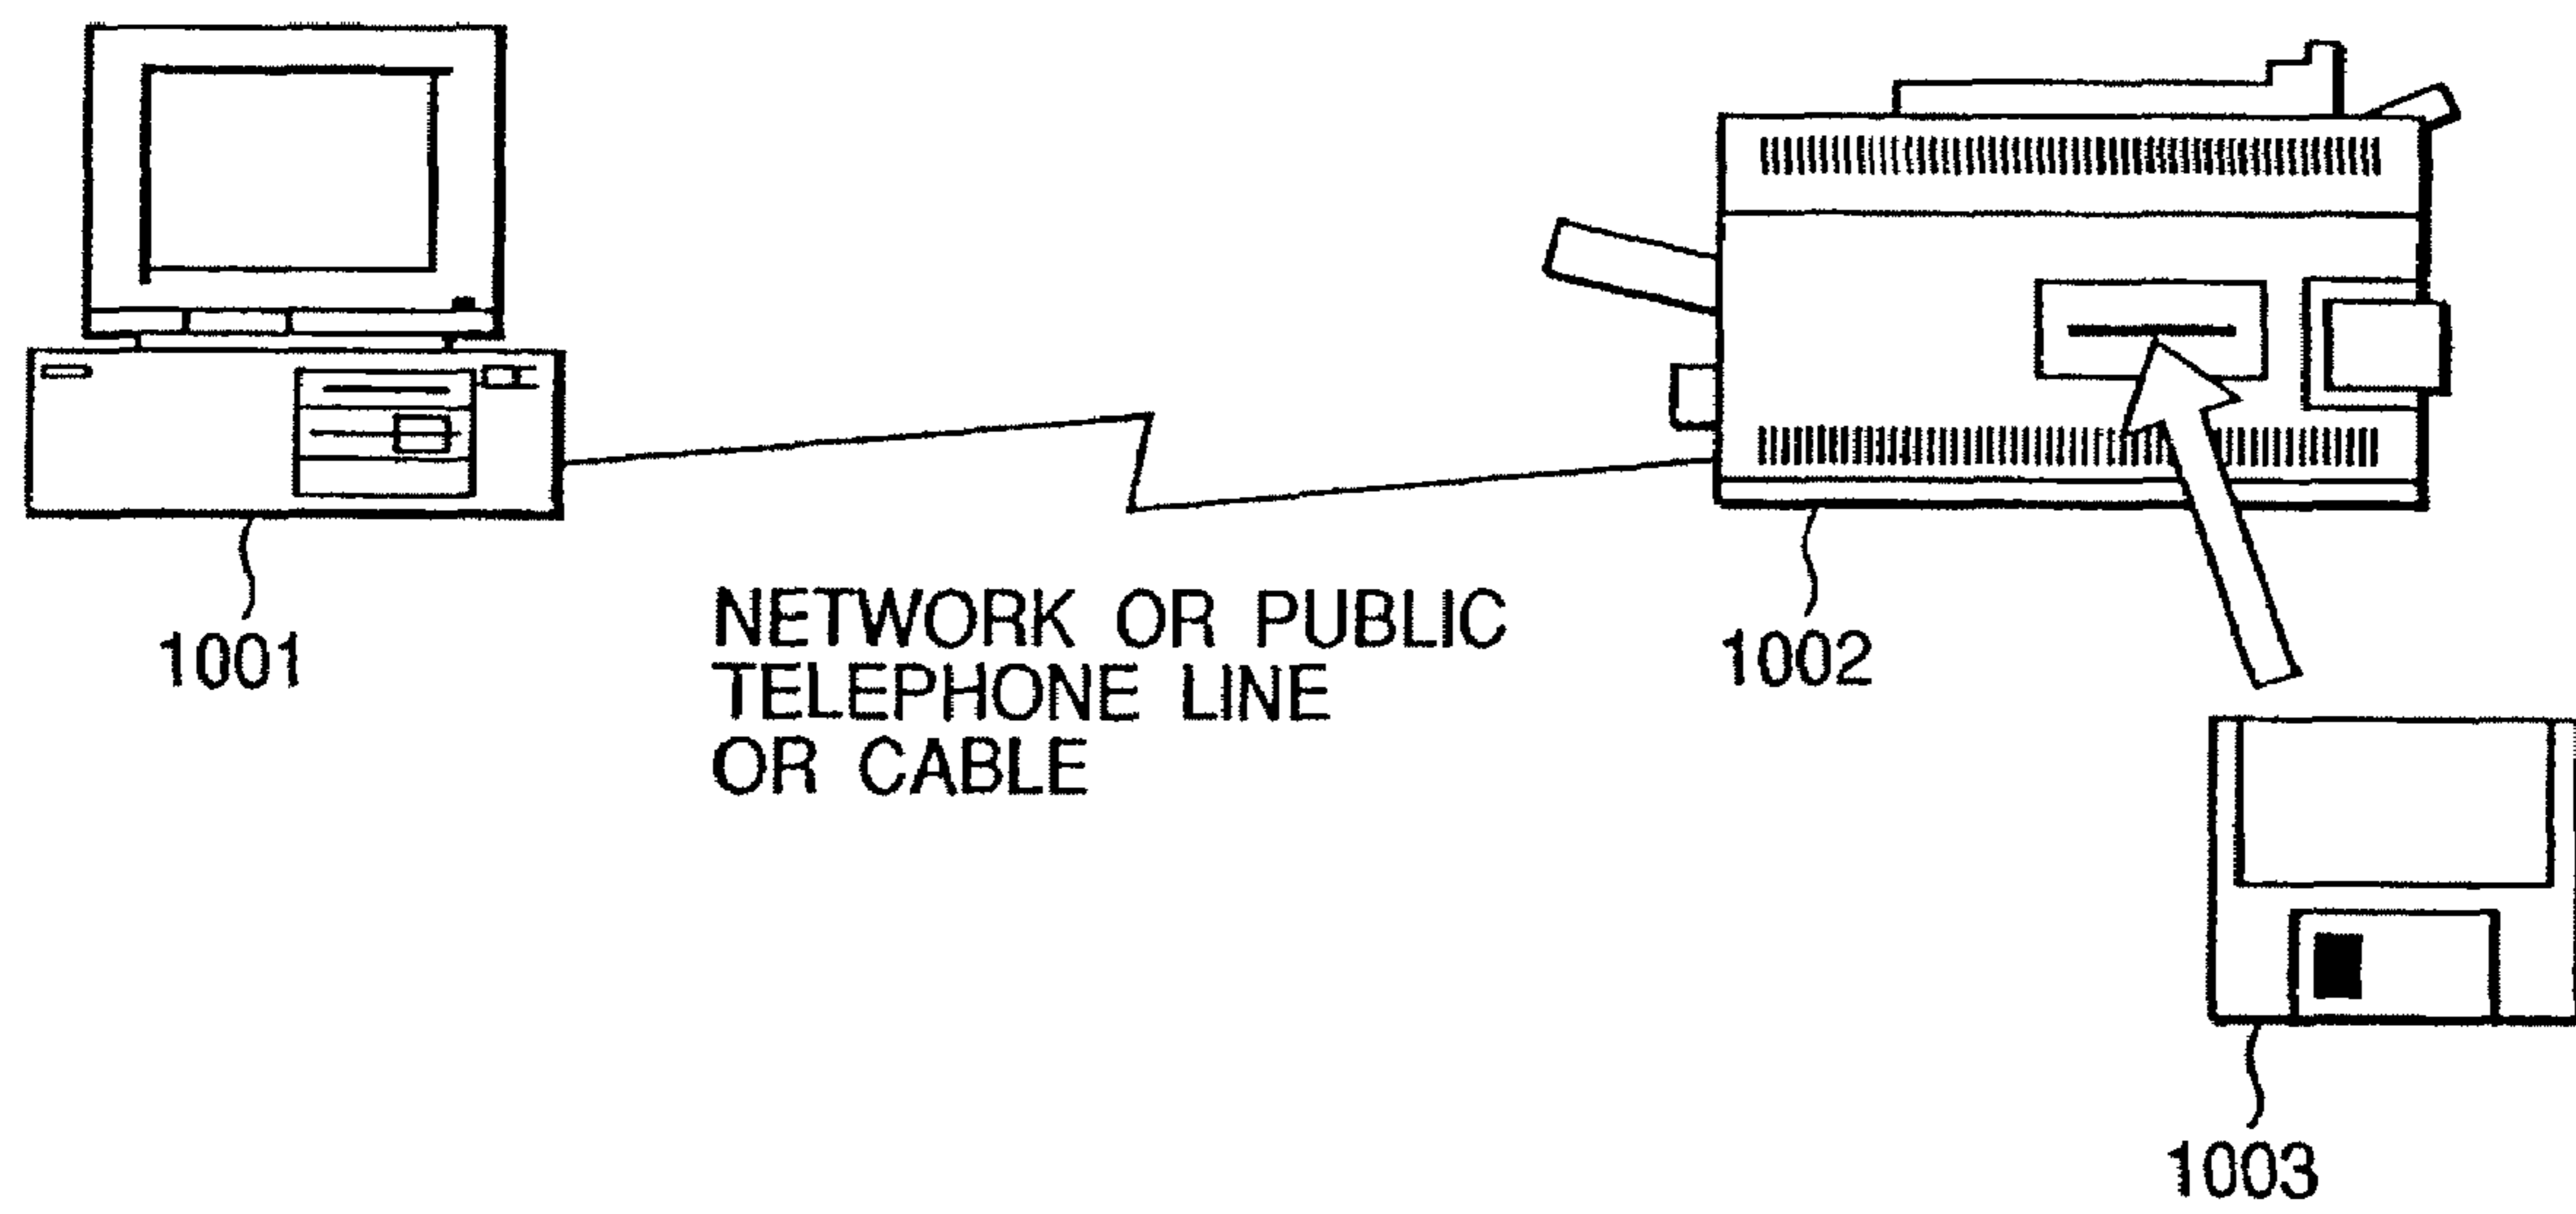 1001
NETWORK OR PUBLIC
TELEPHONE LINE
OR CABLE
1002
1003